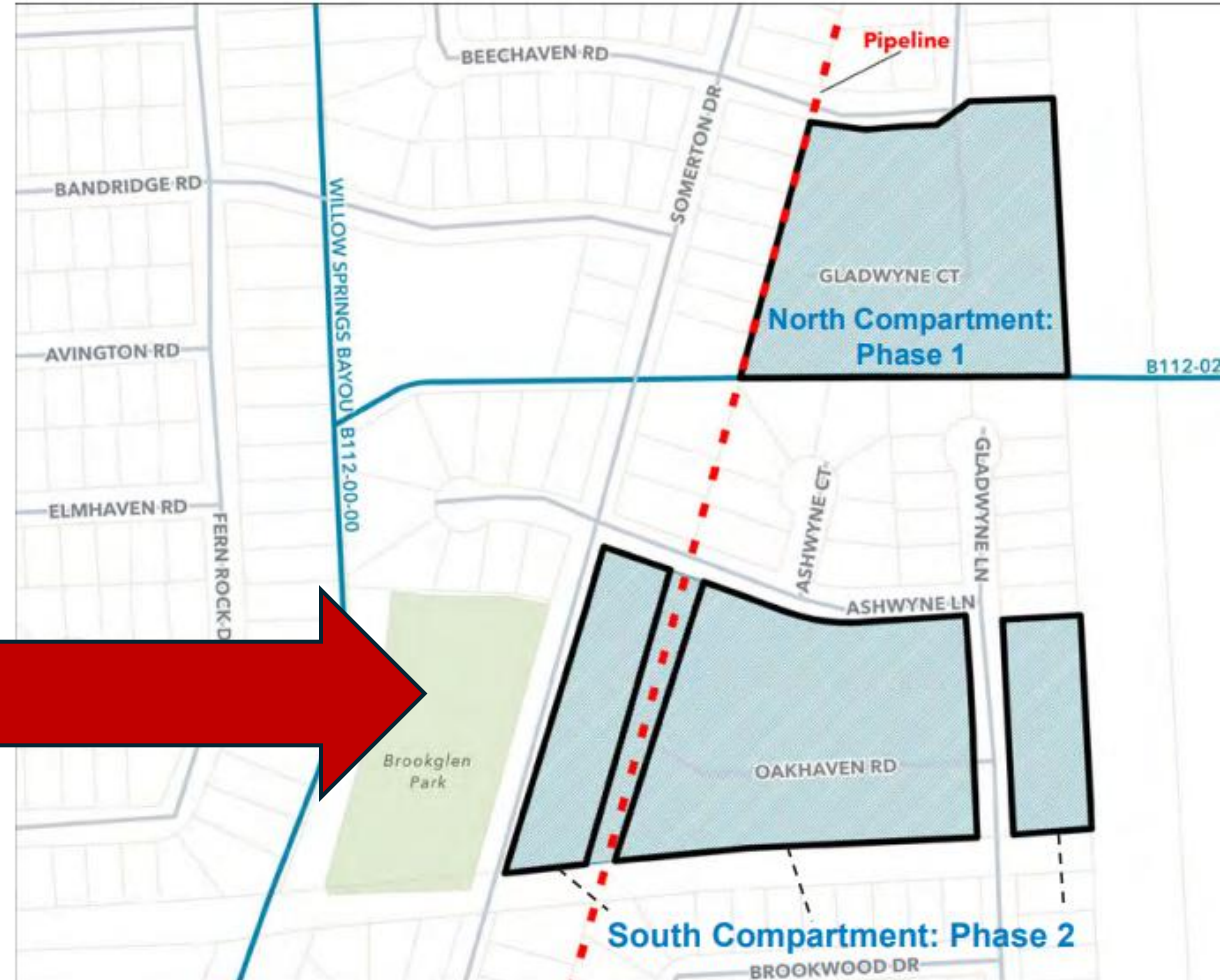 Pipeline
BEECHAVEN RD
SOMERTON DR
BANDRIDGE RD
WILLOW SPRINGS BAYOU B112-00-00
GLADWYNE CT
North Compartment:
Phase 1
AVINGTON RD
B112-02
ELMHAVEN RD
FERN ROCK D
ASHWYNE CT
GLADWYNE LN
ASHWYNE LN
Brookglen
Park
OAKHAVEN RD
South Compartment: Phase 2
BROOKWOOD DR